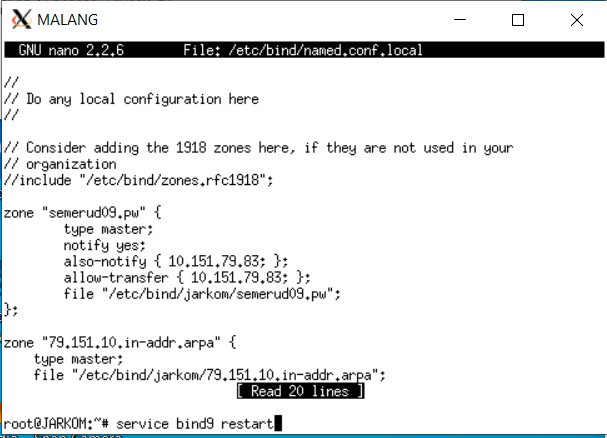 MALANG
GNU nano 2.2.6 File: /etc/bind/named.conf.local
//
// Do any local configuration here
//
// Consider adding the 1918 zones here, if they are not used in your
// organization
//include "/etc/bind/zones.rfc1918";
zone "semerud09.pw" {
type master;
notify yes;
also-notify { 10.151.79.83; };
allow-transfer { 10.151.79.83; };
file "/etc/bind/jarkom/semerud09.pw";
};
zone "79.151.10.in-addr.arpa" {
type master;
file "/etc/bind/jarkom/79.151.10.in-addr.arpa";
[ Read 20 lines ]
root@JARKOM:~# service bind9 restart